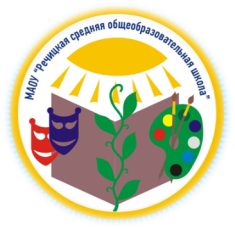 МАОУ "Речицкая средняя общеобразовательная школа"